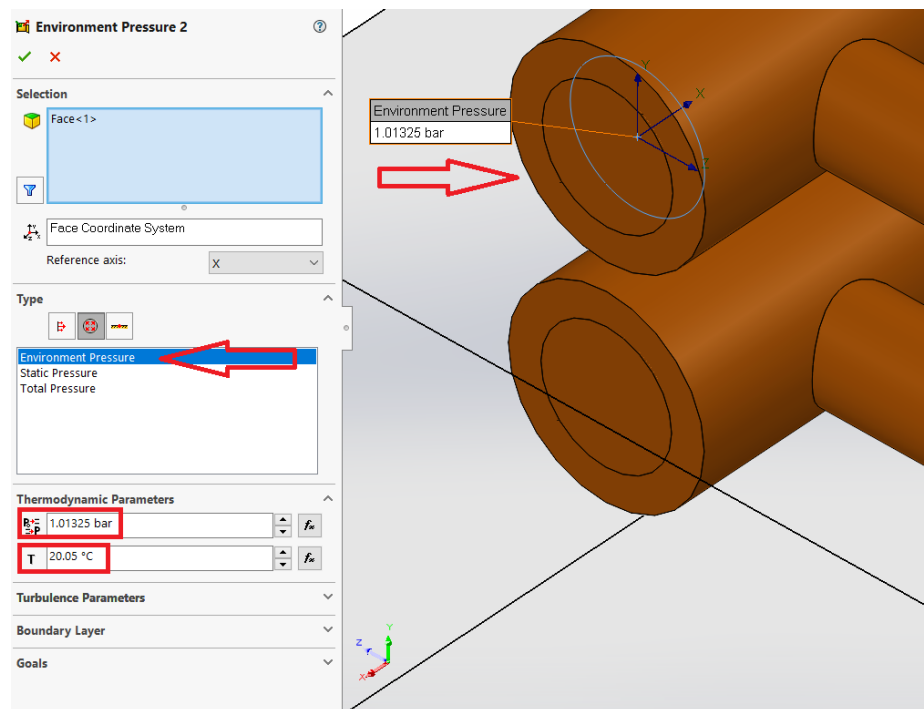 Environment Pressure 2
Selection
Face<1>
Face Coordinate System
Reference axis:
X
Type
Environment Pressure
Static Pressure
Total Pressure
Thermodynamic Parameters
1.01325 bar
T
20.05 °C
Turbulence Parameters
Boundary Layer
Goals
Environment Pressure
1.01325 bar
Y
X
Z
Y
Z
X